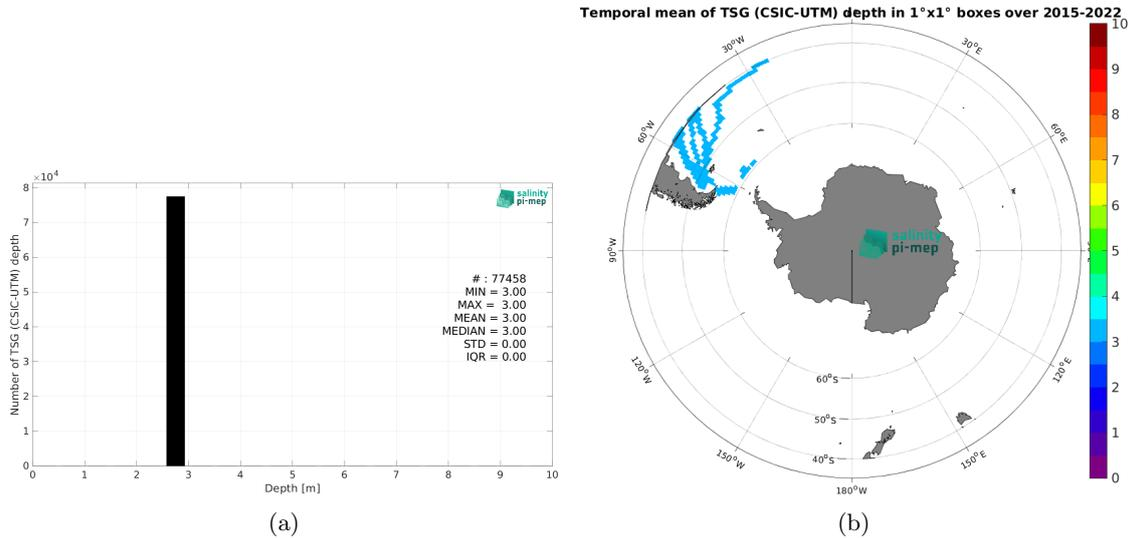 Temporal mean of TSG (CSIC-UTM) depth in 1°x1° boxes over 2015-2022
×10⁴
8
7
6
5
4
3
2
1
0
Number of TSG (CSIC-UTM) depth
0 1 2 3 4 5 6 7 8 9 10
Depth [m]
salinity
pi-mep
# : 77458
MIN = 3.00
MAX = 3.00
MEAN = 3.00
MEDIAN = 3.00
STD = 0.00
IQR = 0.00
(a)
30°W
30°E
60°W
60°E
90°W
salinity
pi-mep
120°W
120°E
60°S
50°S
40°S
150°W
150°E
180°W
10
9
8
7
6
5
4
3
2
1
0
(b)